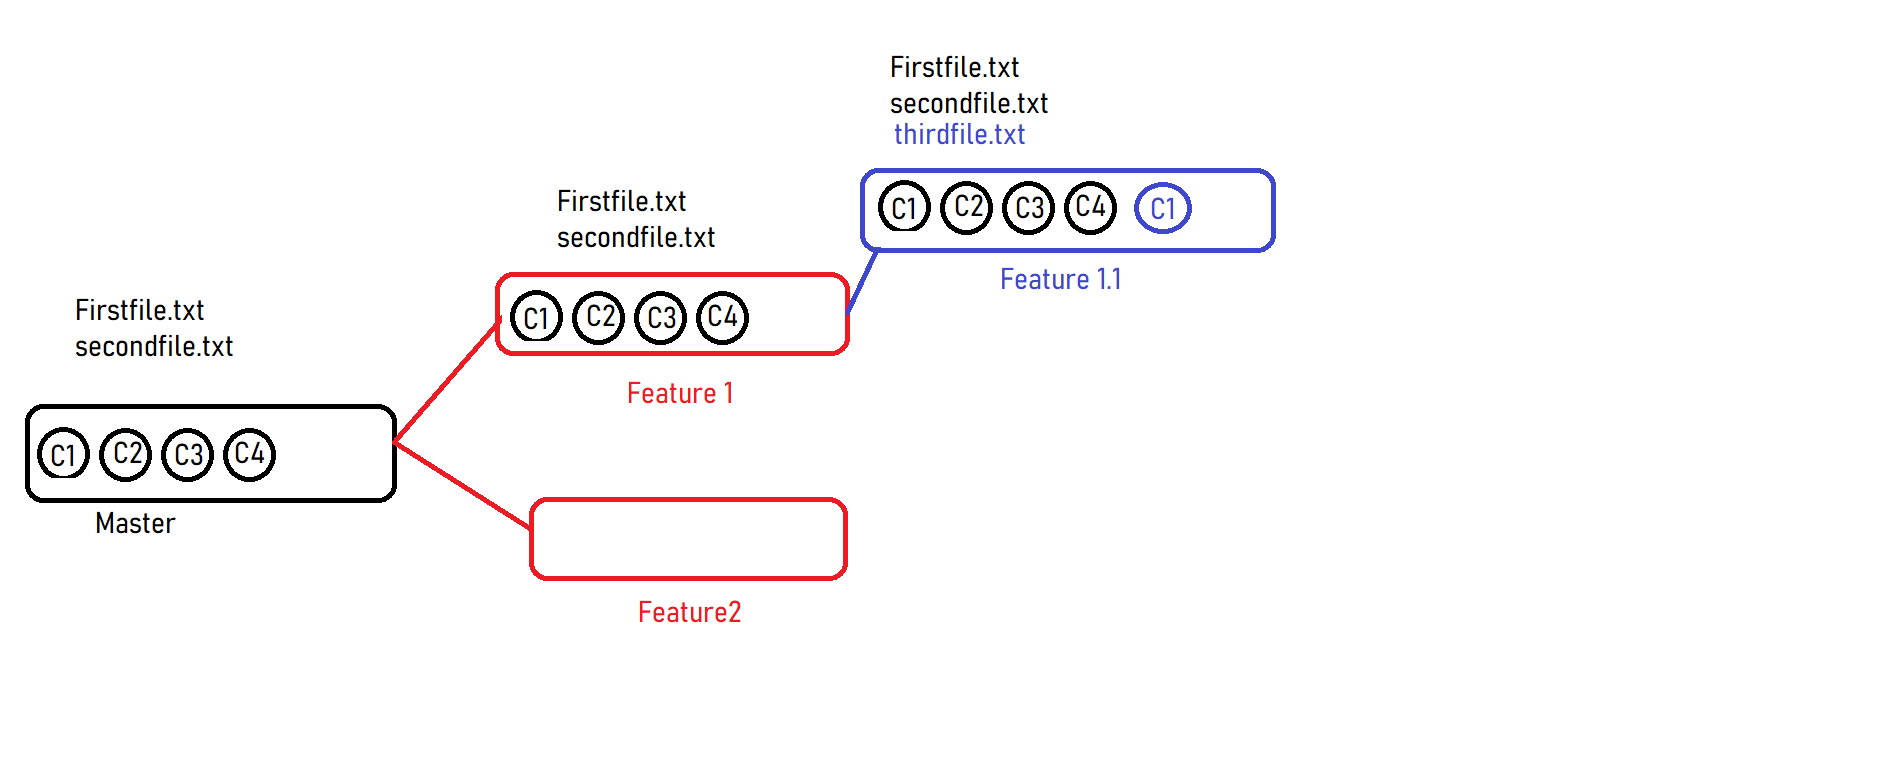 Firstfile.txt
secondfile.txt
thirdfile.txt
C1 C2 C3 C4 C1
Feature 1.1
Firstfile.txt
secondfile.txt
C1 C2 C3 C4
Feature 1
Firstfile.txt
secondfile.txt
C1 C2 C3 C4
Master
Feature2